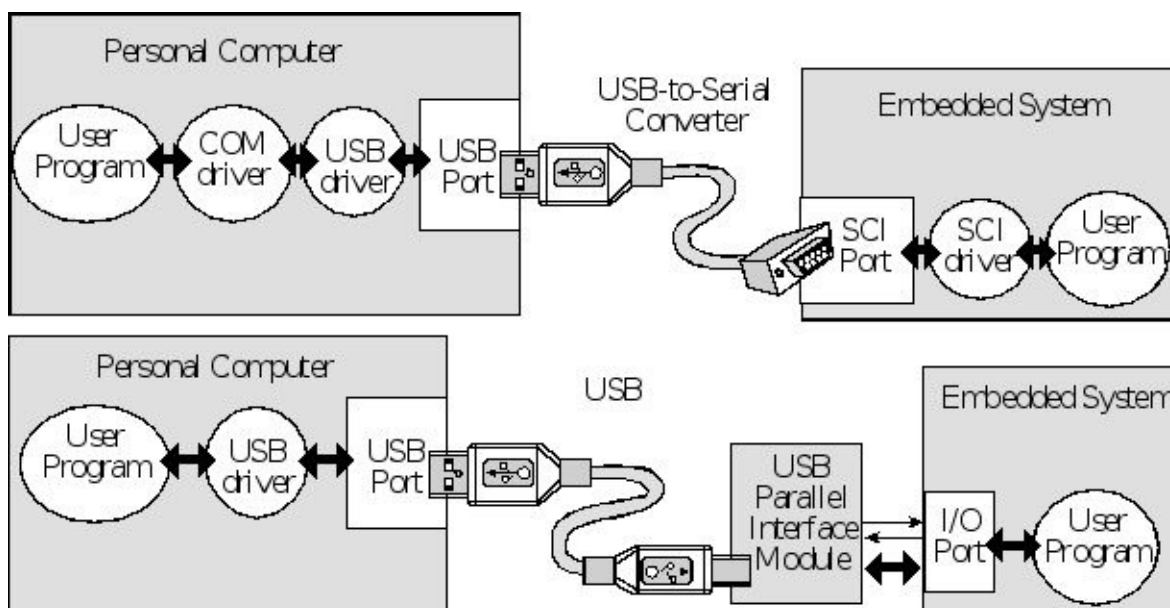 Personal Computer
User
Program
COM
driver
USB
driver
USB
Port
USB-to-Serial
Converter
Embedded System
SCI
Port
SCI
driver
User
Program
Personal Computer
User
Program
USB
driver
USB
Port
USB
USB
Parallel
Interface
Module
Embedded System
I/O
Port
User
Program